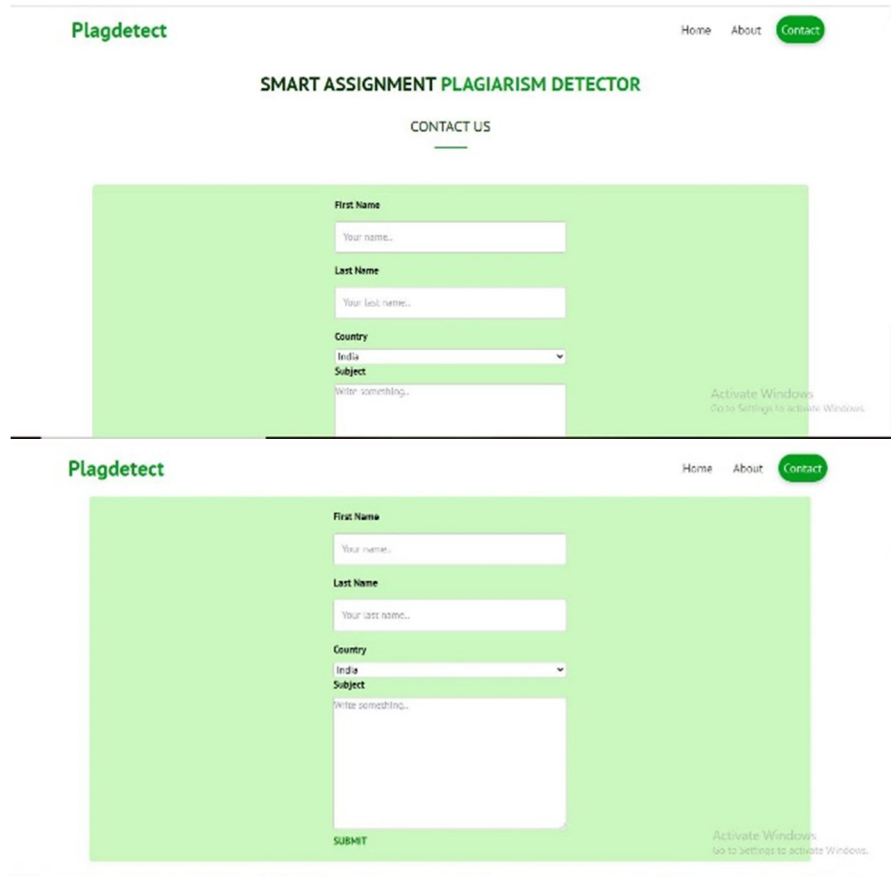 Plagdetect
Home About Contact
SMART ASSIGNMENT PLAGIARISM DETECTOR
CONTACT US
First Name
Your name..
Last Name
Your last name..
Country
India
Subject
Write something..
Activate Windows
Go to Settings to activate Windows.
Plagdetect
Home About Contact
First Name
Your name..
Last Name
Your last name..
Country
India
Subject
Write something..
SUBMIT
Activate Windows
Go to Settings to activate Windows.